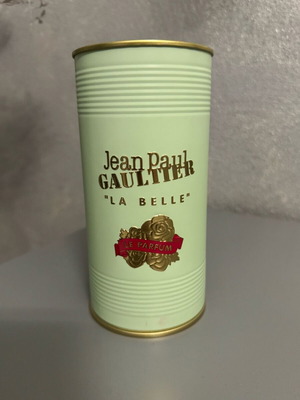 Jean Paul
GAULTIER
"LA BELLE"
LE PARFUM